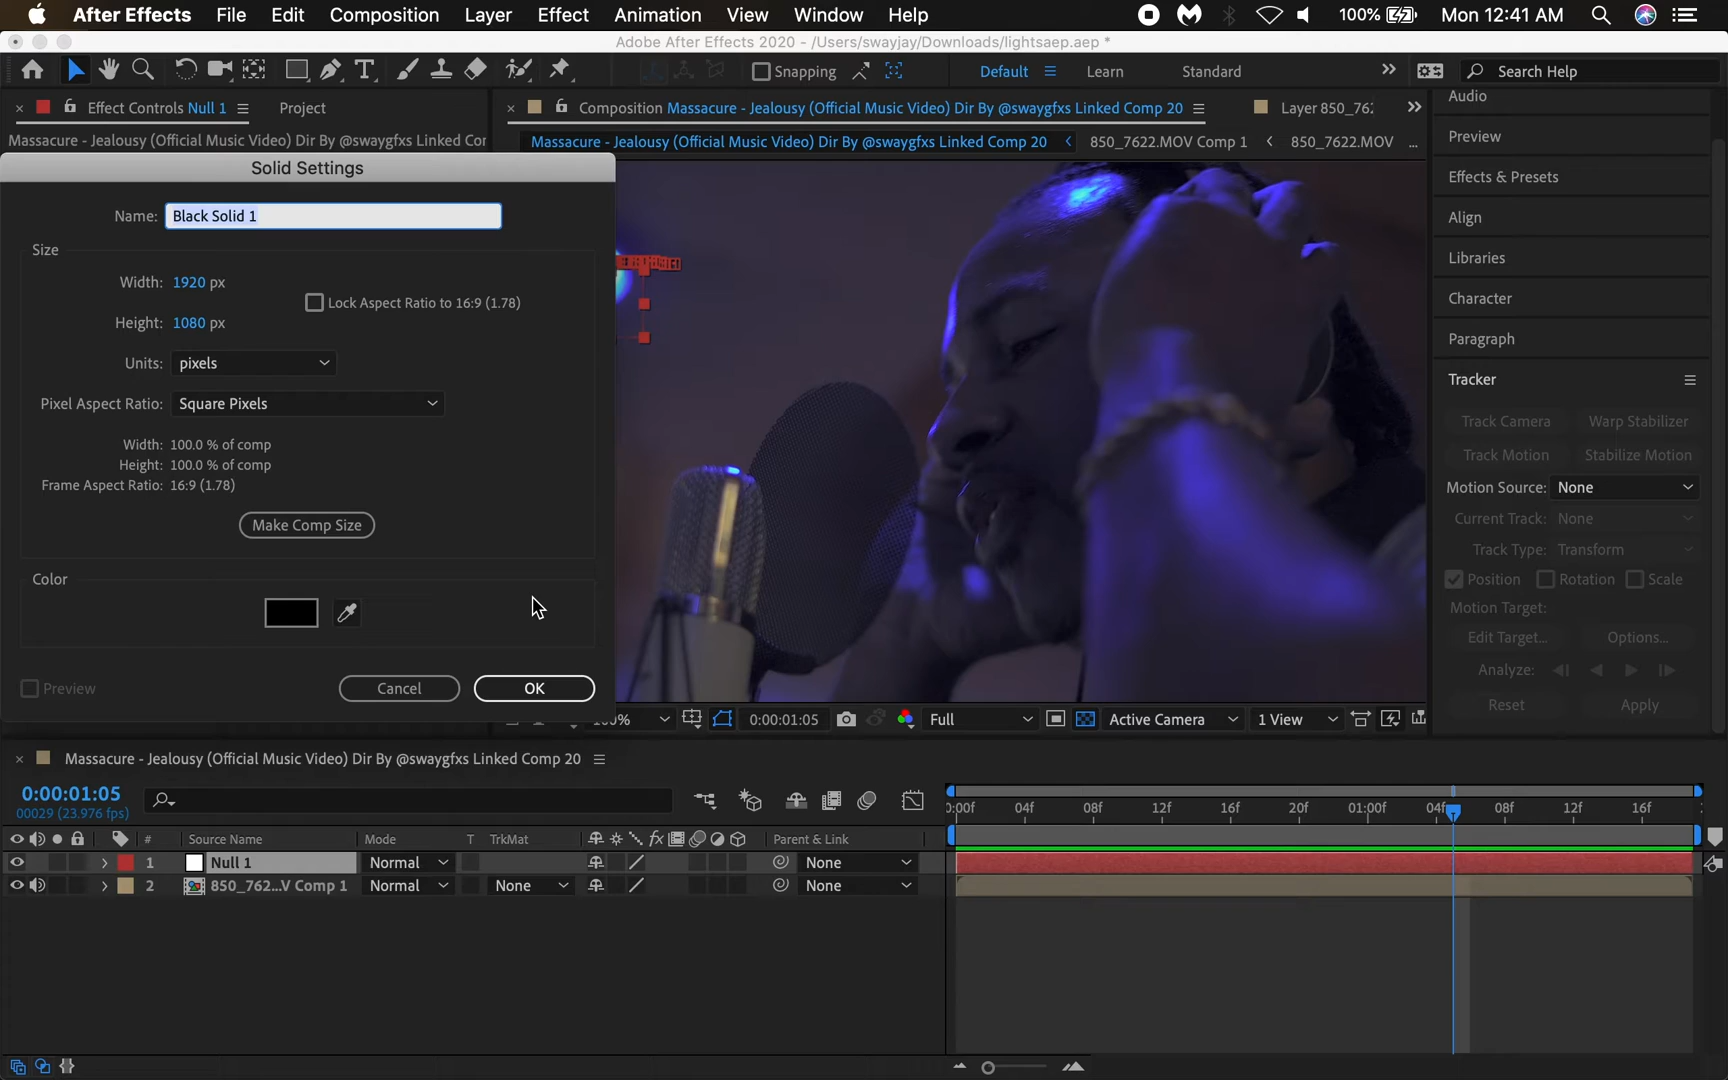 After Effects File Edit Composition Layer Effect Animation View Window Help 100% Mon 12:41 AM
Adobe After Effects 2020 - /Users/swayjay/Downloads/lightsaep.aep *
Snapping Default Learn Standard Search Help
Effect Controls Null 1 Project
Composition Massacure - Jealousy (Official Music Video) Dir By @swaygfxs Linked Comp 20 Layer 850_762
Massacure - Jealousy (Official Music Video) Dir By @swaygfxs Linked Cor
Massacure - Jealousy (Official Music Video) Dir By @swaygfxs Linked Comp 20 850_7622.MOV Comp 1 850_7622.MOV ...
Solid Settings
Name: Black Solid 1
Size
Width: 1920 px
Lock Aspect Ratio to 16:9 (1.78)
Height: 1080 px
Units: pixels
Pixel Aspect Ratio: Square Pixels
Width: 100.0 % of comp
Height: 100.0 % of comp
Frame Aspect Ratio: 16:9 (1.78)
Make Comp Size
Color
Preview Cancel OK
0:00:01:05 Full Active Camera 1 View
Audio
Preview
Effects & Presets
Align
Libraries
Character
Paragraph
Tracker
Track Camera Warp Stabilizer
Track Motion Stabilize Motion
Motion Source: None
Current Track: None
Track Type: Transform
Position Rotation Scale
Motion Target:
Edit Target... Options...
Analyze:
Reset Apply
Massacure - Jealousy (Official Music Video) Dir By @swaygfxs Linked Comp 20
0:00:01:05
00029 (23.976 fps)
0:00f 04f 08f 12f 16f 20f 01:00f 04f 08f 12f 16f
# Source Name Mode T TrkMat fx Parent & Link
1 Null 1 Normal None
2 850_762...V Comp 1 Normal None None